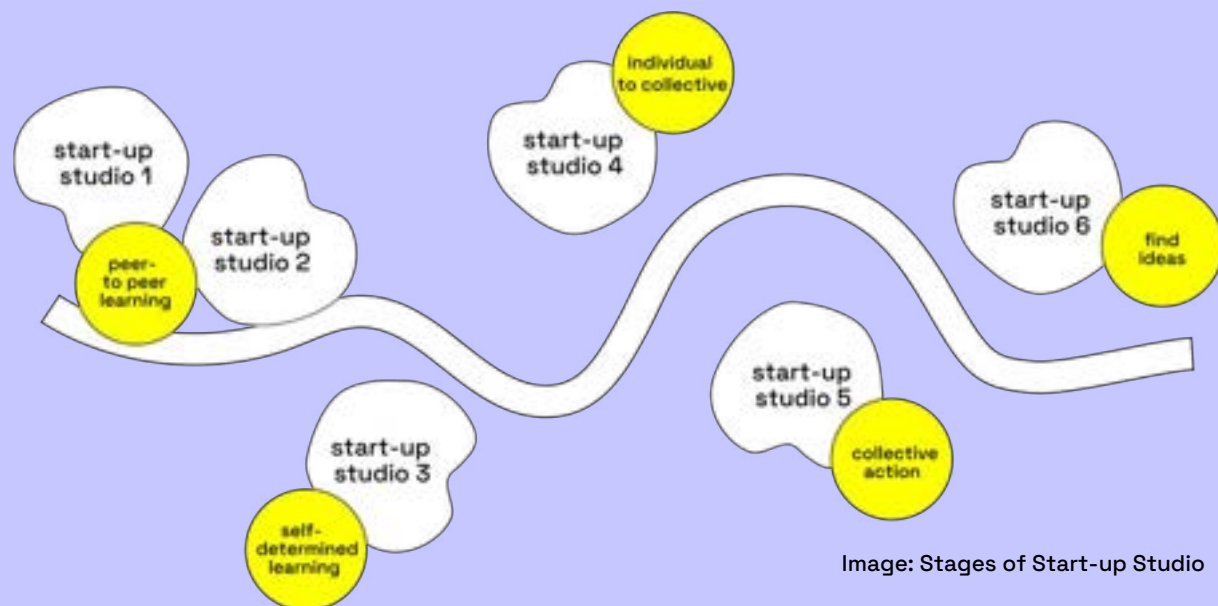 start-up
studio 1
peer-
to peer
learning
start-up
studio 2
start-up
studio 3
self-
determined
learning
individual
to collective
start-up
studio 4
start-up
studio 5
collective
action
start-up
studio 6
find
ideas
Image: Stages of Start-up Studio